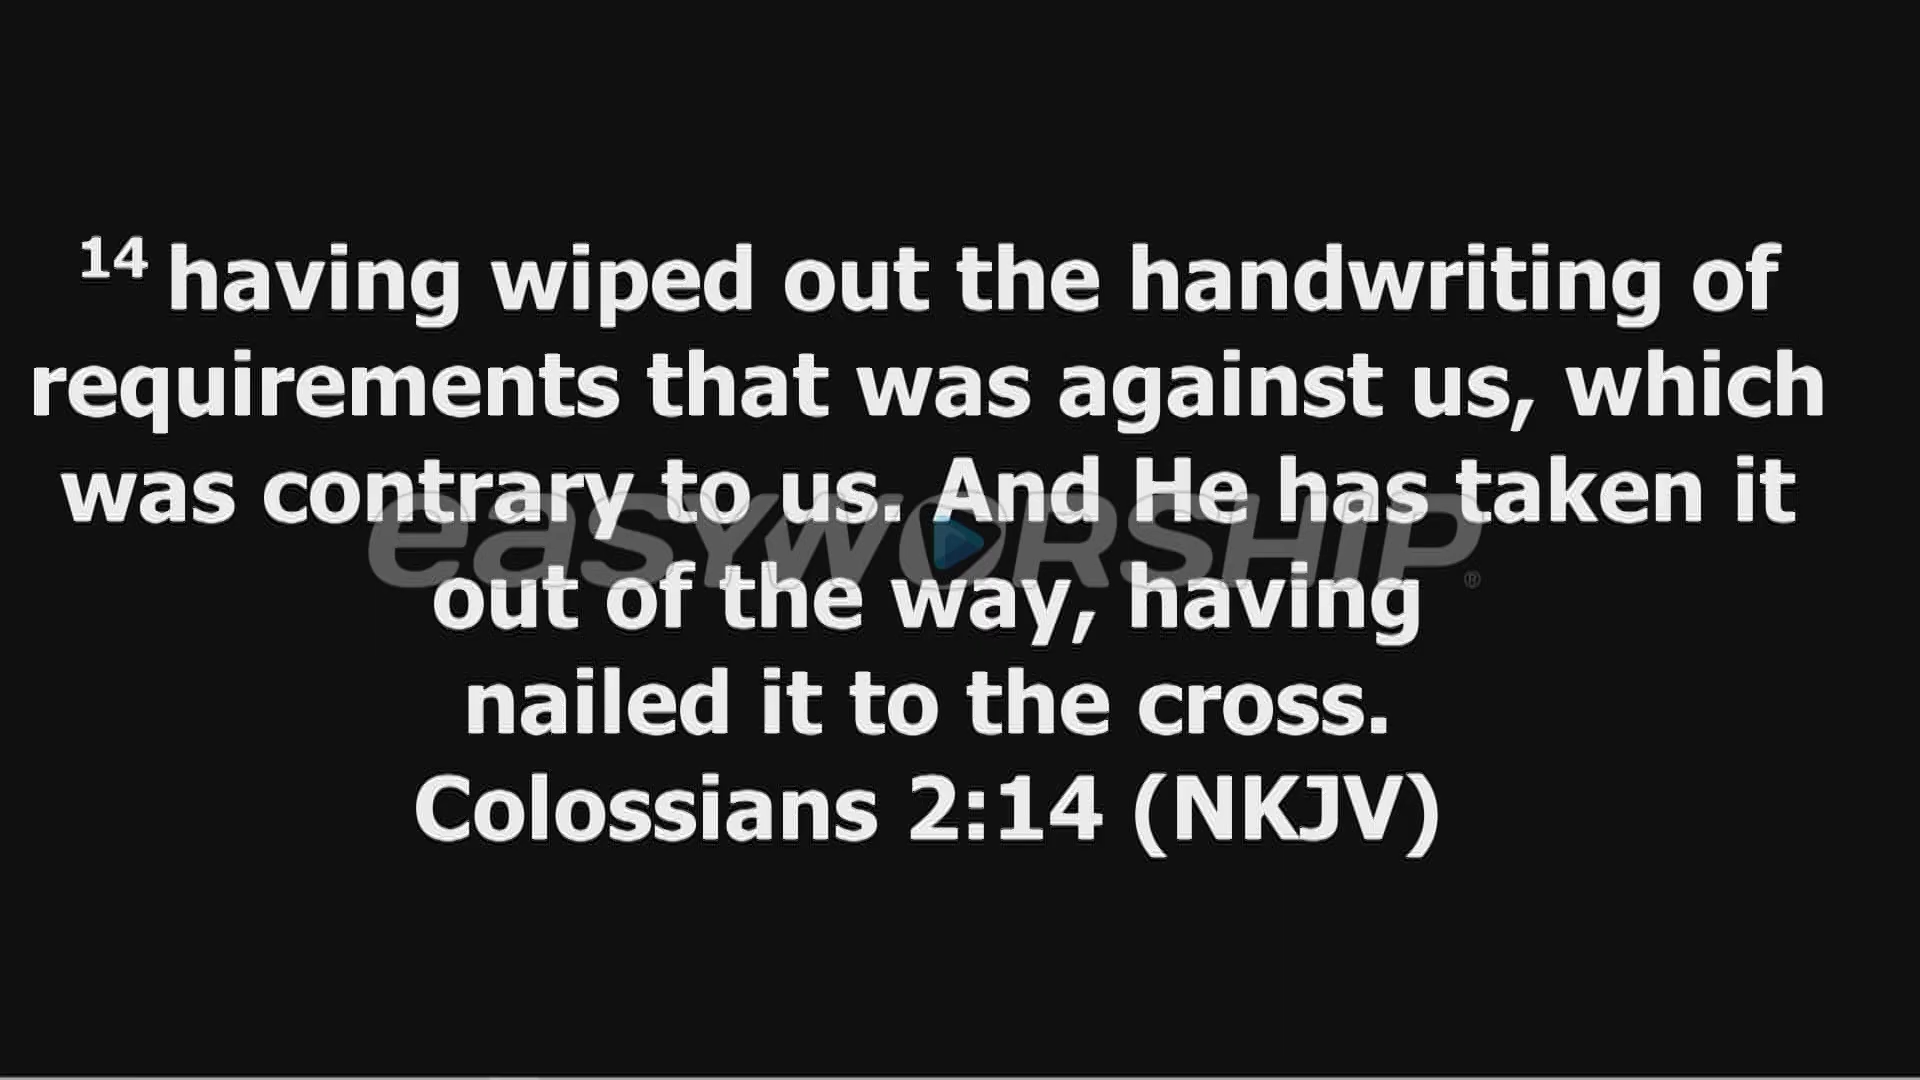 14 having wiped out the handwriting of
requirements that was against us, which
was contrary to us. And He has taken it
easyWORSHIP®
out of the way, having
nailed it to the cross.
Colossians 2:14 (NKJV)